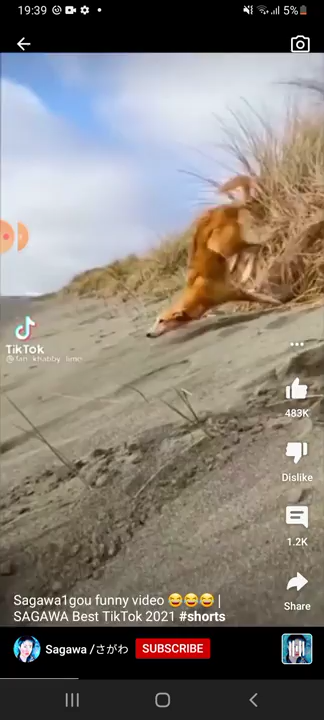 19:39
5%
TikTok
@fan_khabby_lame
483K
Dislike
1.2K
Share
Sagawa1gou funny video 😂😂😂 |
SAGAWA Best TikTok 2021 #shorts
Sagawa /さがわ
SUBSCRIBE